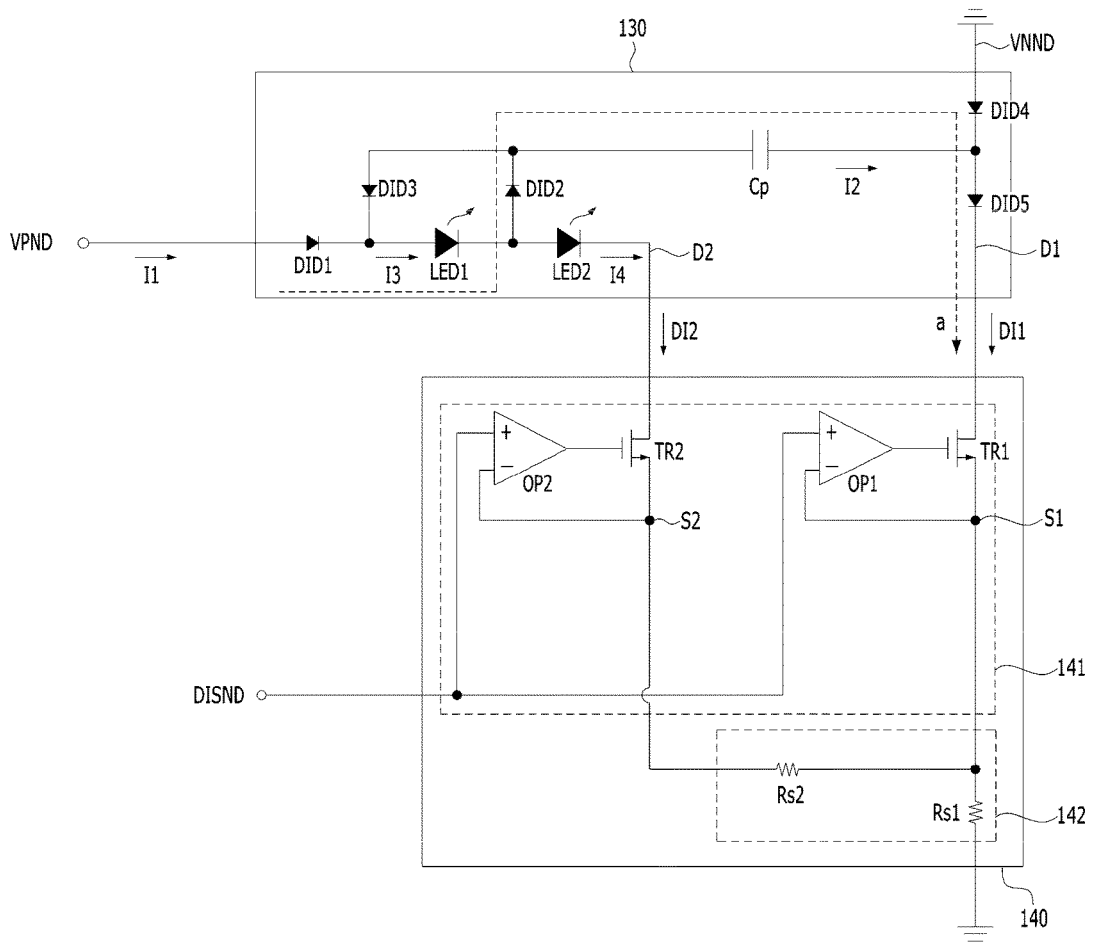 130
VNND
DID4
DID3
DID2
Cp
I2
DID5
VPND
I1
DID1
I3
LED1
LED2
I4
D2
D1
DI2
a
DI1
+
−
OP2
TR2
+
−
OP1
TR1
S2
S1
DISND
141
Rs2
Rs1
142
140